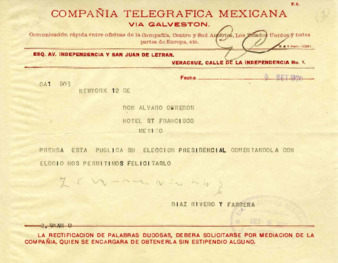 COMPAÑÍA TELEGRAFICA MEXICANA
VIA GALVESTON.
Comunicación rápida entre oficinas de la Compañía, Centro y Sud América, Los Estados Unidos y todas
partes de Europa, etc.
ESQ. AV. INDEPENDENCIA Y SAN JUAN DE LETRAN.
VERACRUZ, CALLE DE LA INDEPENDENCIA No. 1.
Fecha
NEWYORK 12 DE
DON ALVARO OBREGON
HOTEL ST FRANCISCO
MEXICO
PRENSA ESTA PUBLICA SU ELECCION PRESIDENCIAL COMENTANDOLA CON
ELOGIO NOS PERMITIMOS FELICITARLO
DIAZ RIVERO Y FABRERA
LA RECTIFICACION DE PALABRAS DUDOSAS, DEBERA SOLICITARSE POR MEDIACION DE LA
COMPAÑIA, QUIEN SE ENCARGARA DE OBTENERLA SIN ESTIPENDIO ALGUNO.